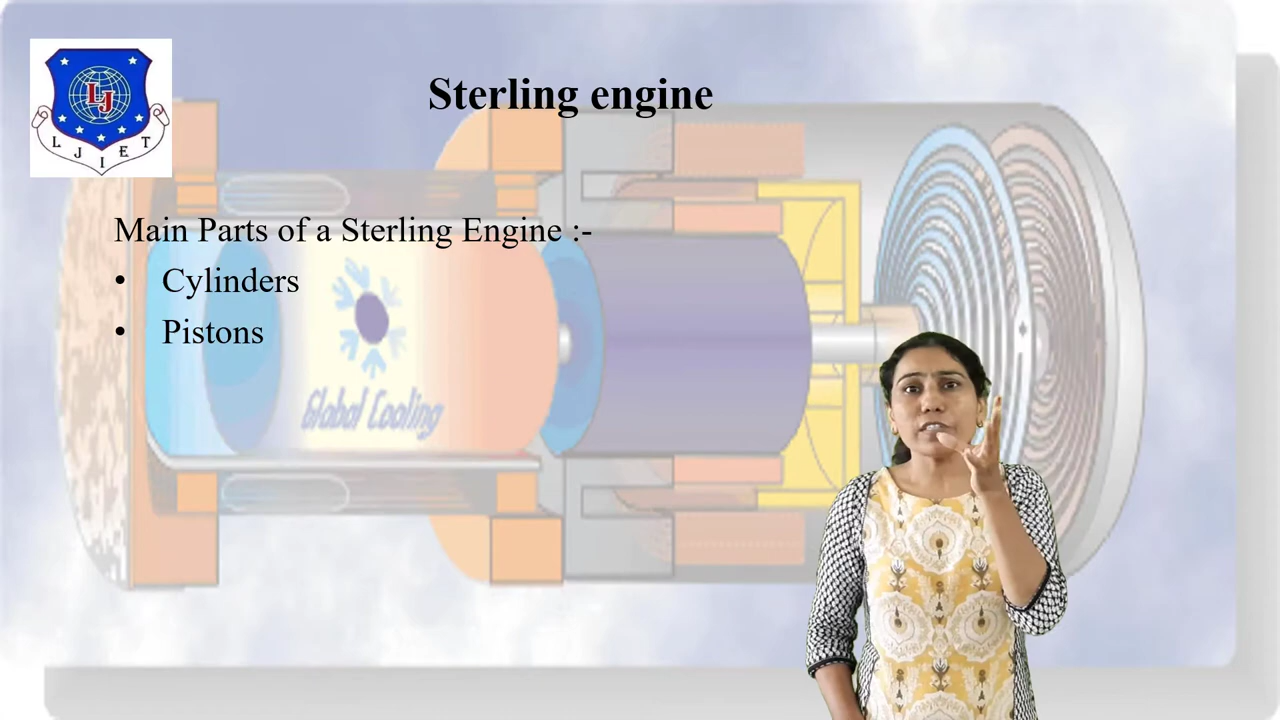 Sterling engine
LJ
L J I E T
Main Parts of a Sterling Engine :-
• Cylinders
• Pistons
Global Cooling